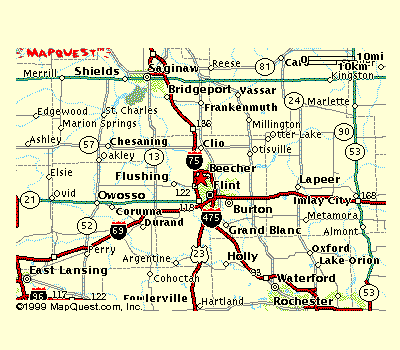 MAPQUEST
0 10mi
10km
Merrill Shields Saginaw Reese 81 Kingston
Bridgeport Vassar
Edgewood St. Charles Frankenmuth 24 Marlette
Marion Springs 136 Millington
Ashley 57 Chesaning Clio Otter Lake 90
Oakley 13 75 Otisville 53
Elsie Beecher
Flushing 122 Flint Lapeer
21 Ovid Owosso 118 Burton Imlay City 168
Corunna 475 Metamora
52 69 Durand Grand Blanc Almont
Perry 23 Oxford
Argentine Holly Lake Orion
East Lansing Cohoctan 93 Waterford
96 117 122 Fowlerville Hartland Rochester 53
©1999 MapQuest.com, Inc.